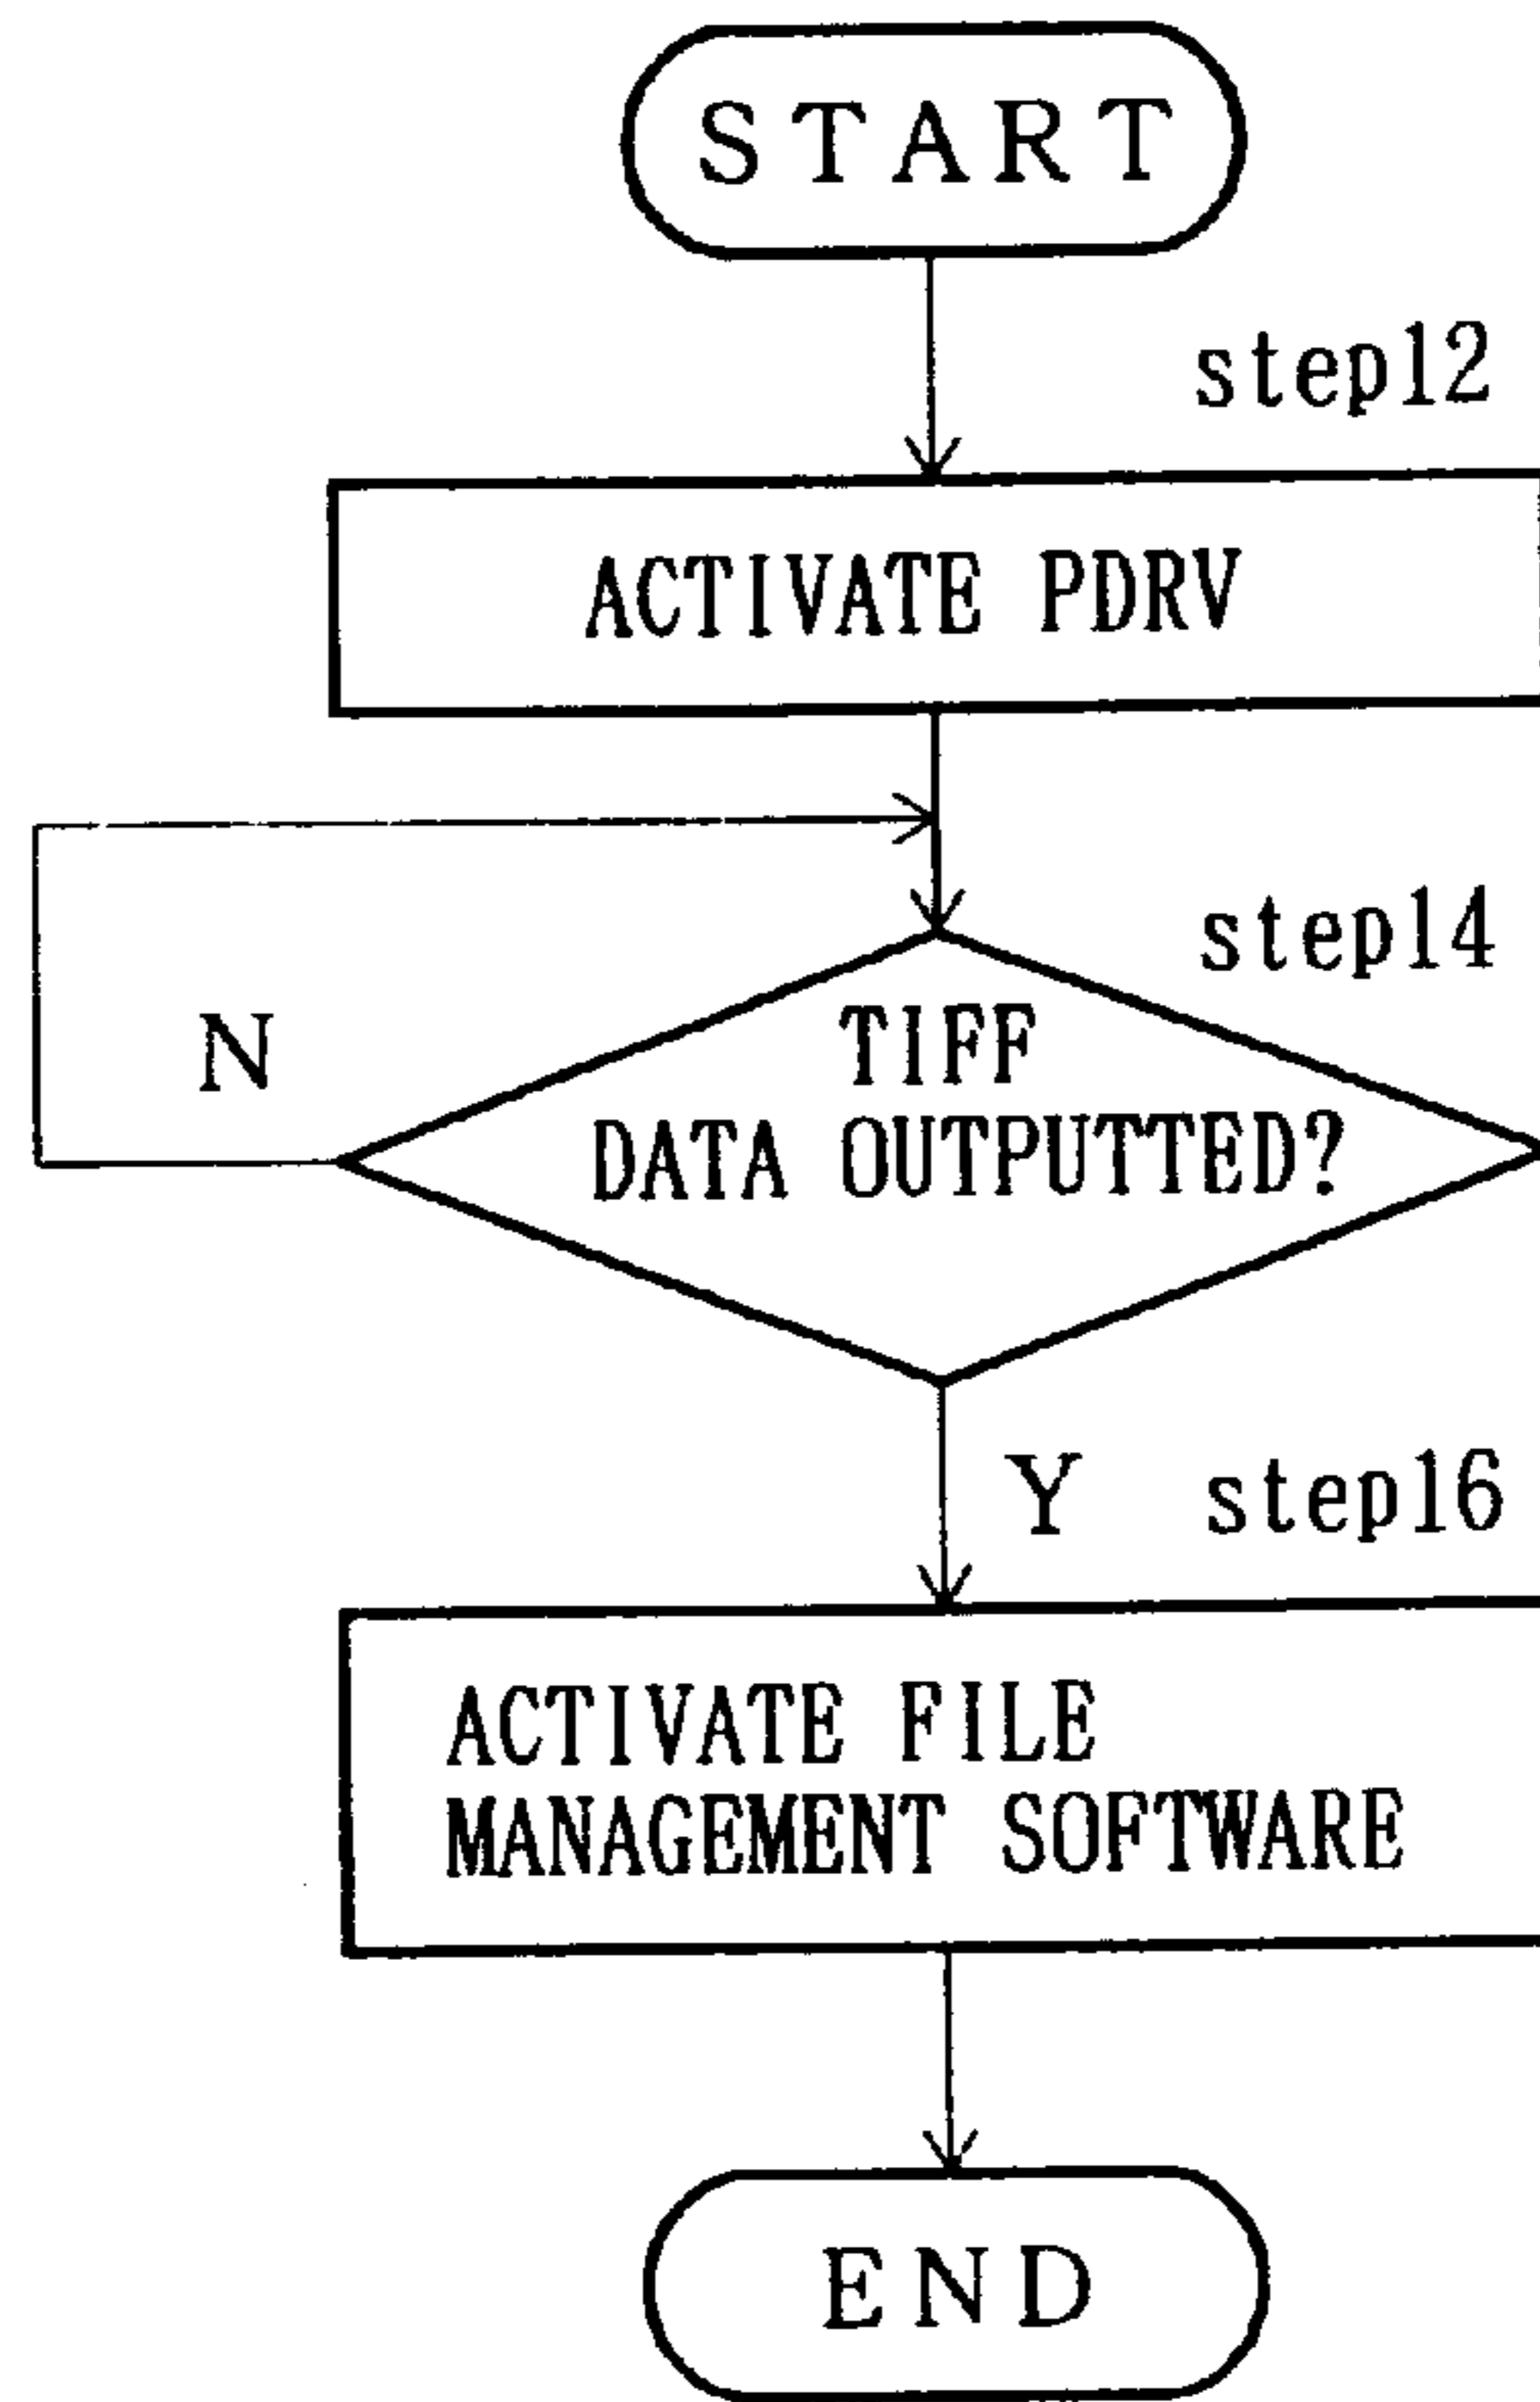 START
step12
ACTIVATE PDRV
step14
N
TIFF
DATA OUTPUTTED?
Y
step16
ACTIVATE FILE
MANAGEMENT SOFTWARE
END